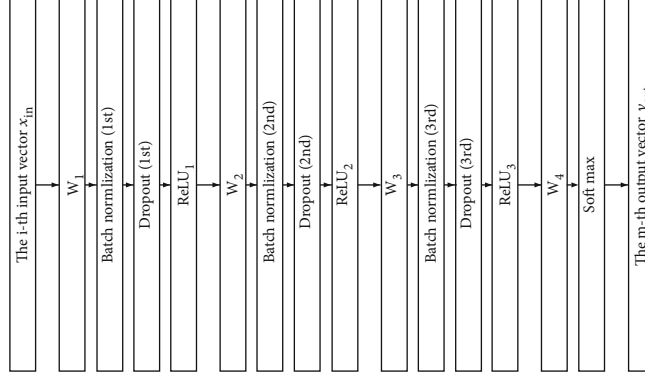 The i-th input vector x_in
W_1
Batch normlization (1st)
Dropout (1st)
ReLU_1
W_2
Batch normlization (2nd)
Dropout (2nd)
ReLU_2
W_3
Batch normlization (3rd)
Dropout (3rd)
ReLU_3
W_4
Soft max
The m-th output vector